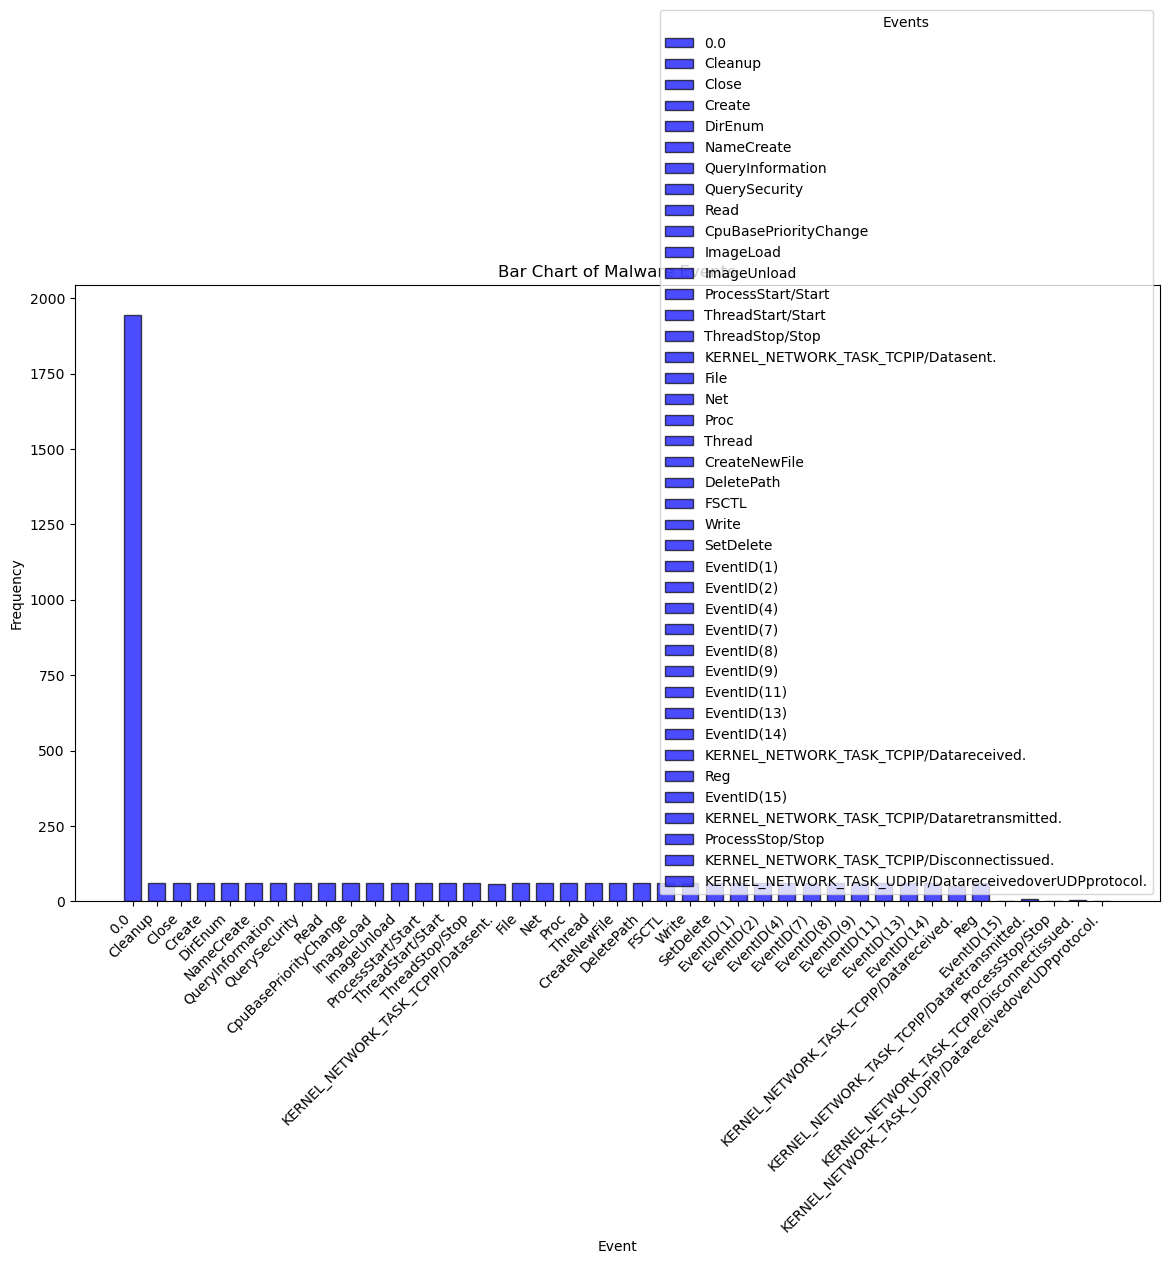 Events
0.0
Cleanup
Close
Create
DirEnum
NameCreate
QueryInformation
QuerySecurity
Read
CpuBasePriorityChange
ImageLoad
ImageUnload
ProcessStart/Start
ThreadStart/Start
ThreadStop/Stop
KERNEL_NETWORK_TASK_TCPIP/Datasent.
File
Net
Proc
Thread
CreateNewFile
DeletePath
FSCTL
Write
SetDelete
EventID(1)
EventID(2)
EventID(4)
EventID(7)
EventID(8)
EventID(9)
EventID(11)
EventID(13)
EventID(14)
KERNEL_NETWORK_TASK_TCPIP/Datareceived.
Reg
EventID(15)
KERNEL_NETWORK_TASK_TCPIP/Dataretransmitted.
ProcessStop/Stop
KERNEL_NETWORK_TASK_TCPIP/Disconnectissued.
KERNEL_NETWORK_TASK_UDPIP/DatareceivedoverUDPprotocol.
Bar Chart of Malware Events
2000
1750
1500
1250
1000
750
500
250
0
Frequency
0.0
Cleanup
Close
Create
DirEnum
NameCreate
QueryInformation
QuerySecurity
Read
CpuBasePriorityChange
ImageLoad
ImageUnload
ProcessStart/Start
ThreadStart/Start
ThreadStop/Stop
KERNEL_NETWORK_TASK_TCPIP/Datasent.
File
Net
Proc
Thread
CreateNewFile
DeletePath
FSCTL
Write
SetDelete
EventID(1)
EventID(2)
EventID(4)
EventID(7)
EventID(8)
EventID(9)
EventID(11)
EventID(13)
EventID(14)
KERNEL_NETWORK_TASK_TCPIP/Datareceived.
Reg
EventID(15)
KERNEL_NETWORK_TASK_TCPIP/Dataretransmitted.
ProcessStop/Stop
KERNEL_NETWORK_TASK_TCPIP/Disconnectissued.
KERNEL_NETWORK_TASK_UDPIP/DatareceivedoverUDPprotocol.
Event